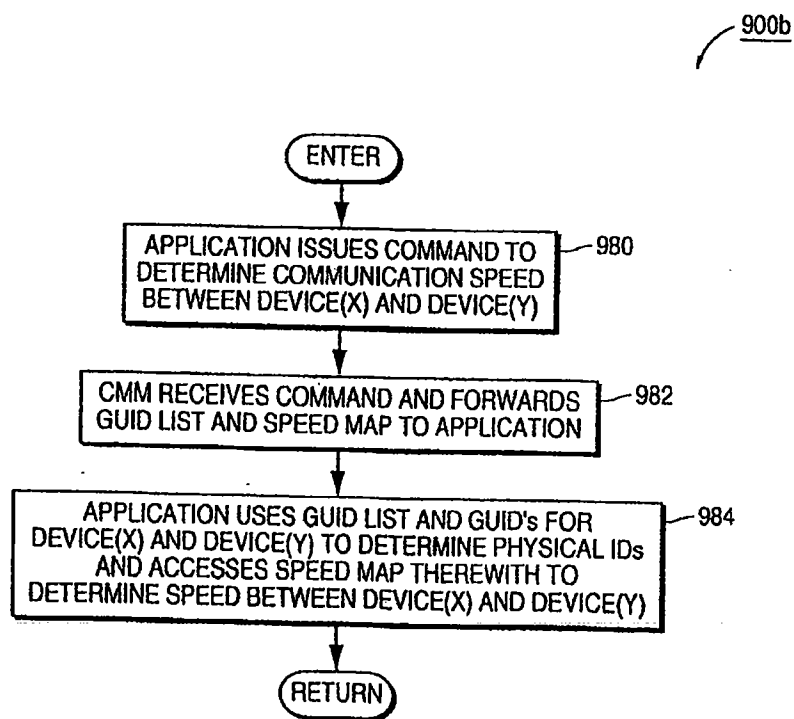 900b
ENTER
APPLICATION ISSUES COMMAND TO
DETERMINE COMMUNICATION SPEED
BETWEEN DEVICE(X) AND DEVICE(Y)
980
CMM RECEIVES COMMAND AND FORWARDS
GUID LIST AND SPEED MAP TO APPLICATION
982
APPLICATION USES GUID LIST AND GUID's FOR
DEVICE(X) AND DEVICE(Y) TO DETERMINE PHYSICAL IDs
AND ACCESSES SPEED MAP THEREWITH TO
DETERMINE SPEED BETWEEN DEVICE(X) AND DEVICE(Y)
984
RETURN